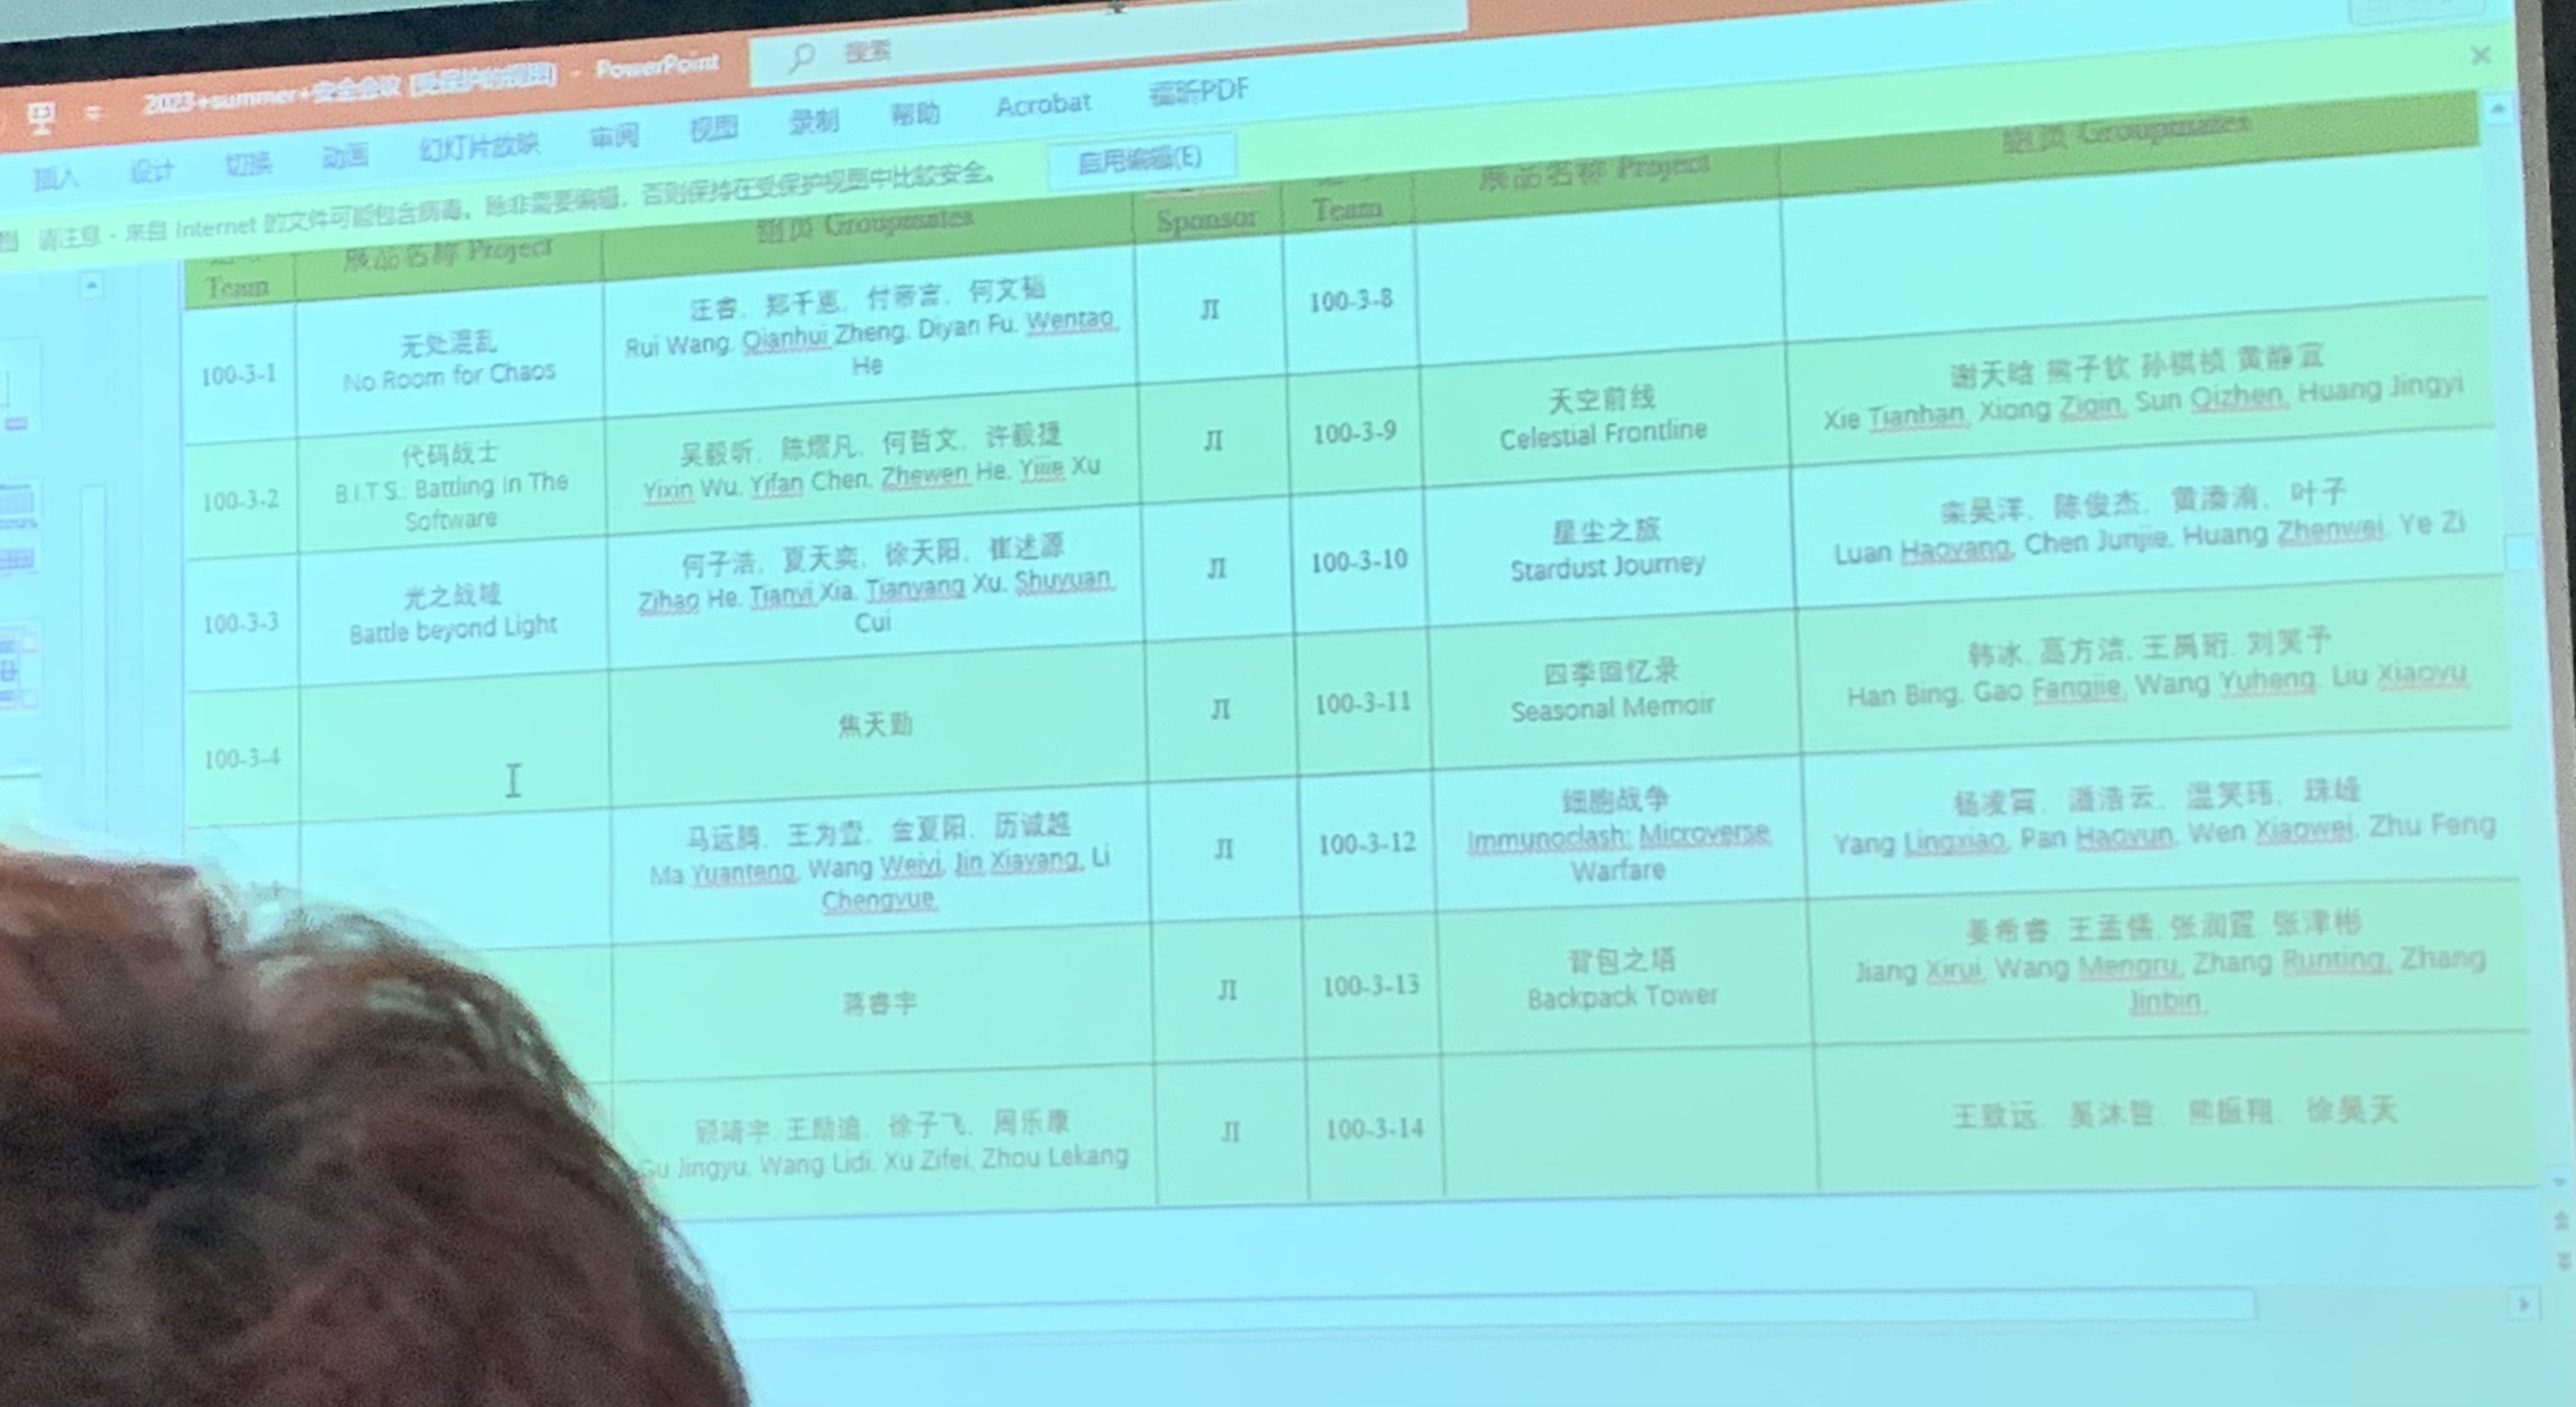 2023+summer+安全会议 [受保护的视图] - PowerPoint
搜索
插入 设计 切换 动画 幻灯片放映 审阅 视图 录制 帮助 Acrobat 福昕PDF
请注意 - 来自 Internet 的文件可能包含病毒。除非需要编辑，否则保持在受保护视图中比较安全。 启用编辑(E)
Team
展品名称 Project
组员 Groupmates
Sponsor
Team
展品名称 Project
组员 Groupmates
100-3-1
无处混乱
No Room for Chaos
汪睿、郑千惠、付帝言、何文韬
Rui Wang, Qianhui Zheng, Diyan Fu, Wentao
He
JI
100-3-8
100-3-2
代码战士
B.I.T.S.: Battling In The
Software
吴毅昕、陈熠凡、何哲文、许毅捷
Yixin Wu, Yifan Chen, Zhewen He, Yijie Xu
JI
100-3-9
天空前线
Celestial Frontline
谢天晗 熊子钦 孙祺桢 黄静宜
Xie Tianhan, Xiong Ziqin, Sun Qizhen, Huang Jingyi
100-3-3
光之战域
Battle beyond Light
何子浩、夏天奕、徐天阳、崔述源
Zihao He, Tianyi Xia, Tianyang Xu, Shuyuan
Cui
JI
100-3-10
星尘之旅
Stardust Journey
栾昊洋、陈俊杰、黄溱湋、叶子
Luan Haoyang, Chen Junjie, Huang Zhenwei, Ye Zi
100-3-4
焦天勤
JI
100-3-11
四季回忆录
Seasonal Memoir
韩冰, 高方洁, 王禹珩, 刘笑予
Han Bing, Gao Fangjie, Wang Yuheng, Liu Xiaoyu
马远腾、王为壹、金夏阳、历诚越
Ma Yuanteng, Wang Weiyi, Jin Xiayang, Li
Chengyue
JI
100-3-12
细胞战争
Immunoclash: Microverse
Warfare
杨凌霄、潘浩云、温笑玮、珠峰
Yang Lingxiao, Pan Haoyun, Wen Xiaowei, Zhu Feng
蒋睿宇
JI
100-3-13
背包之塔
Backpack Tower
姜希睿, 王孟儒, 张润霆, 张津彬
Jiang Xirui, Wang Mengru, Zhang Runting, Zhang
Jinbin
顾靖宇, 王励迪、徐子飞、周乐康
Gu Jingyu, Wang Lidi, Xu Zifei, Zhou Lekang
JI
100-3-14
王致远、奚沐哲、熊振翔、徐昊天